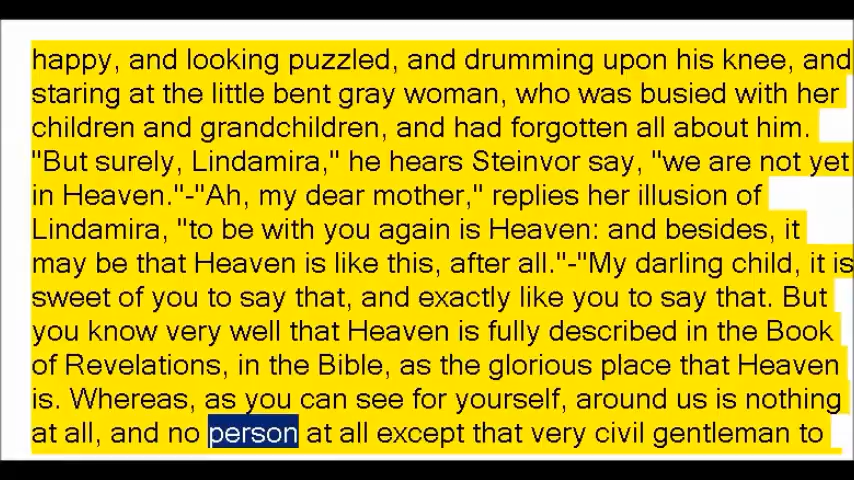 happy, and looking puzzled, and drumming upon his knee, and
staring at the little bent gray woman, who was busied with her
children and grandchildren, and had forgotten all about him.
"But surely, Lindamira," he hears Steinvor say, "we are not yet
in Heaven."-"Ah, my dear mother," replies her illusion of
Lindamira, "to be with you again is Heaven: and besides, it
may be that Heaven is like this, after all."-"My darling child, it is
sweet of you to say that, and exactly like you to say that. But
you know very well that Heaven is fully described in the Book
of Revelations, in the Bible, as the glorious place that Heaven
is. Whereas, as you can see for yourself, around us is nothing
at all, and no person at all except that very civil gentleman to